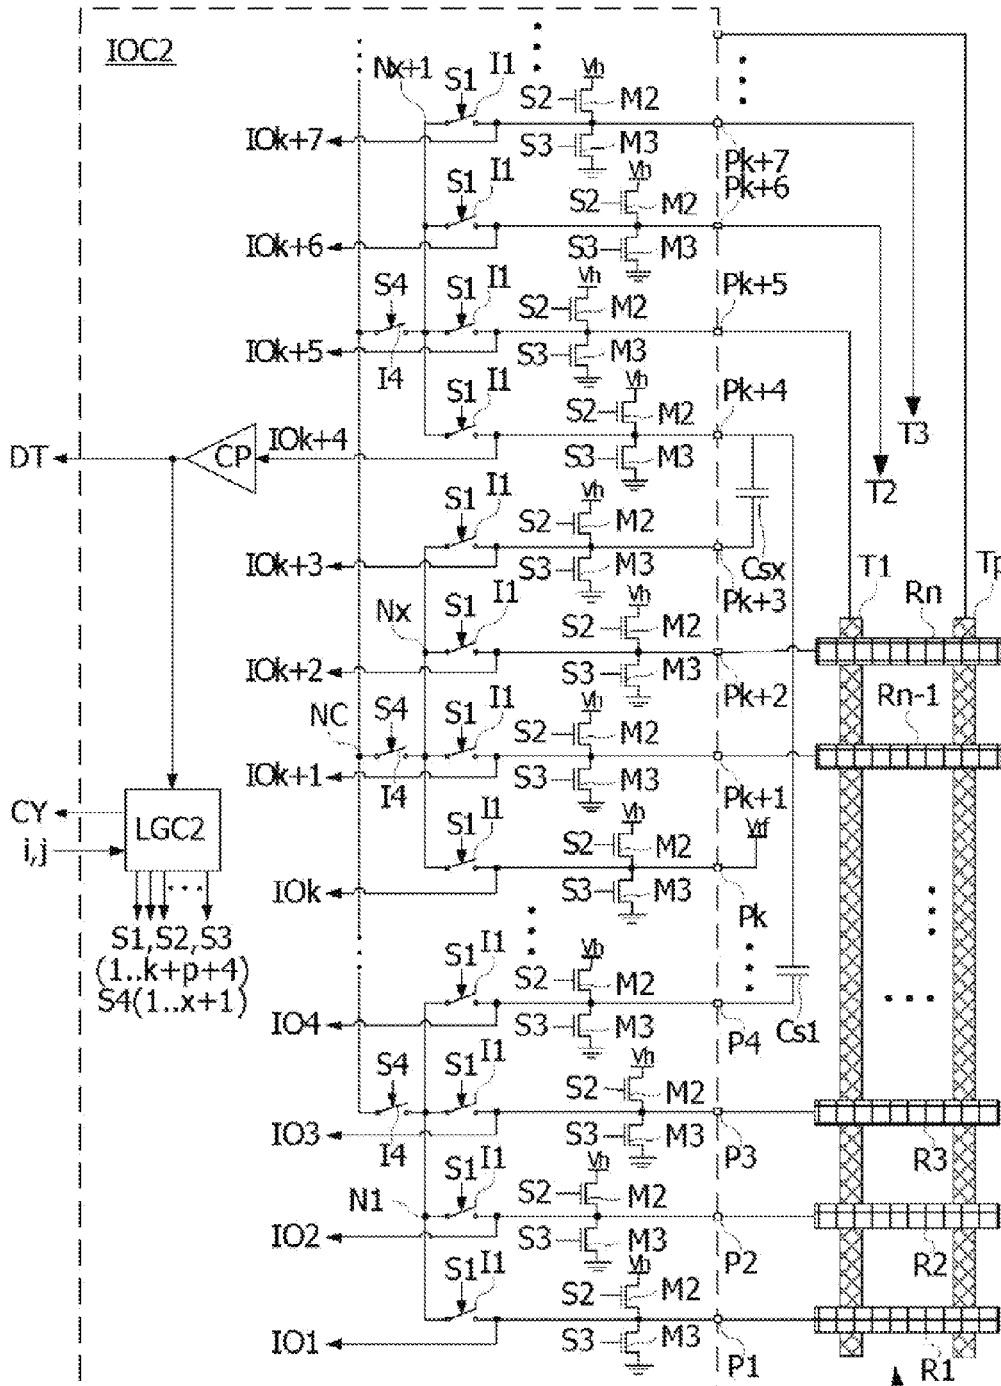 IOC2
Nx+1
S1
I1
Vh
S2
M2
IOk+7
S3
M3
Pk+7
Vh
Pk+6
S1
I1
S2
M2
IOk+6
S3
M3
Vh
S4
S1
I1
S2
M2
Pk+5
IOk+5
I4
S3
M3
Vh
S1
I1
S2
M2
Pk+4
T3
DT
CP
IOk+4
S3
M3
T2
Vh
S1
I1
S2
M2
IOk+3
S3
M3
Csx
Pk+3
T1
Rn
Tp
Vh
Nx
S1
I1
S2
M2
IOk+2
S3
M3
Pk+2
Vh
Rn-1
NC
S4
S1
I1
S2
M2
IOk+1
I4
S3
M3
Pk+1
Vh
Vrf
CY
LGC2
i,j
S1
I1
S2
M2
IOk
S3
M3
Pk
S1,S2,S3
(1..k+p+4)
S4(1..x+1)
Vh
S1
I1
S2
M2
IO4
S3
M3
P4
Cs1
Vh
S4
S1
I1
S2
M2
IO3
I4
S3
M3
P3
R3
Vh
N1
S1
I1
S2
M2
IO2
S3
M3
P2
R2
Vh
S1
I1
S2
M2
IO1
S3
M3
P1
R1